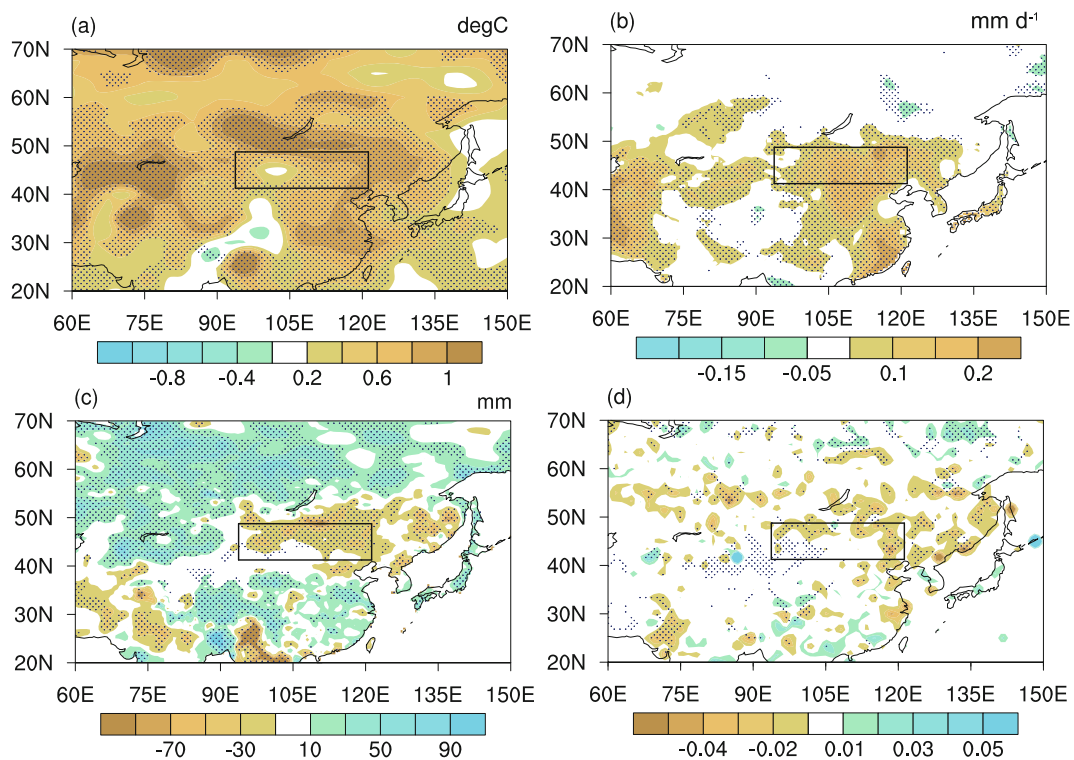 (a) degC
70N
60N
50N
40N
30N
20N
60E 75E 90E 105E 120E 135E 150E
-0.8 -0.4 0.2 0.6 1
(b) mm d-1
70N
60N
50N
40N
30N
20N
60E 75E 90E 105E 120E 135E 150E
-0.15 -0.05 0.1 0.2
(c) mm
70N
60N
50N
40N
30N
20N
60E 75E 90E 105E 120E 135E 150E
-70 -30 10 50 90
(d)
70N
60N
50N
40N
30N
20N
60E 75E 90E 105E 120E 135E 150E
-0.04 -0.02 0.01 0.03 0.05